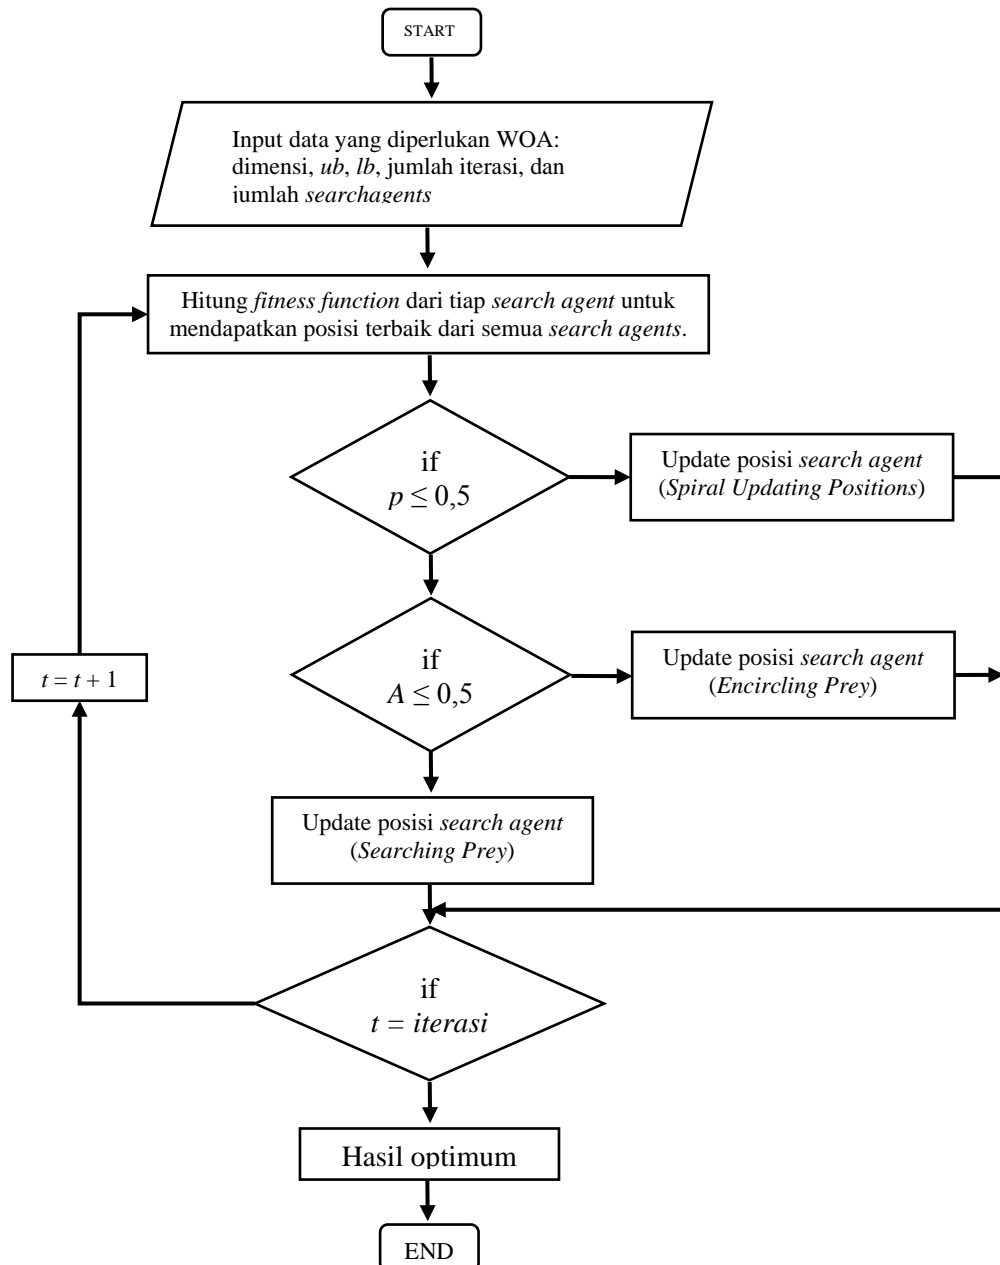 START
Input data yang diperlukan WOA:
dimensi, ub, lb, jumlah iterasi, dan
jumlah searchagents
Hitung fitness function dari tiap search agent untuk
mendapatkan posisi terbaik dari semua search agents.
if
p ≤ 0,5
Update posisi search agent
(Spiral Updating Positions)
if
A ≤ 0,5
Update posisi search agent
(Encircling Prey)
t = t + 1
Update posisi search agent
(Searching Prey)
if
t = iterasi
Hasil optimum
END